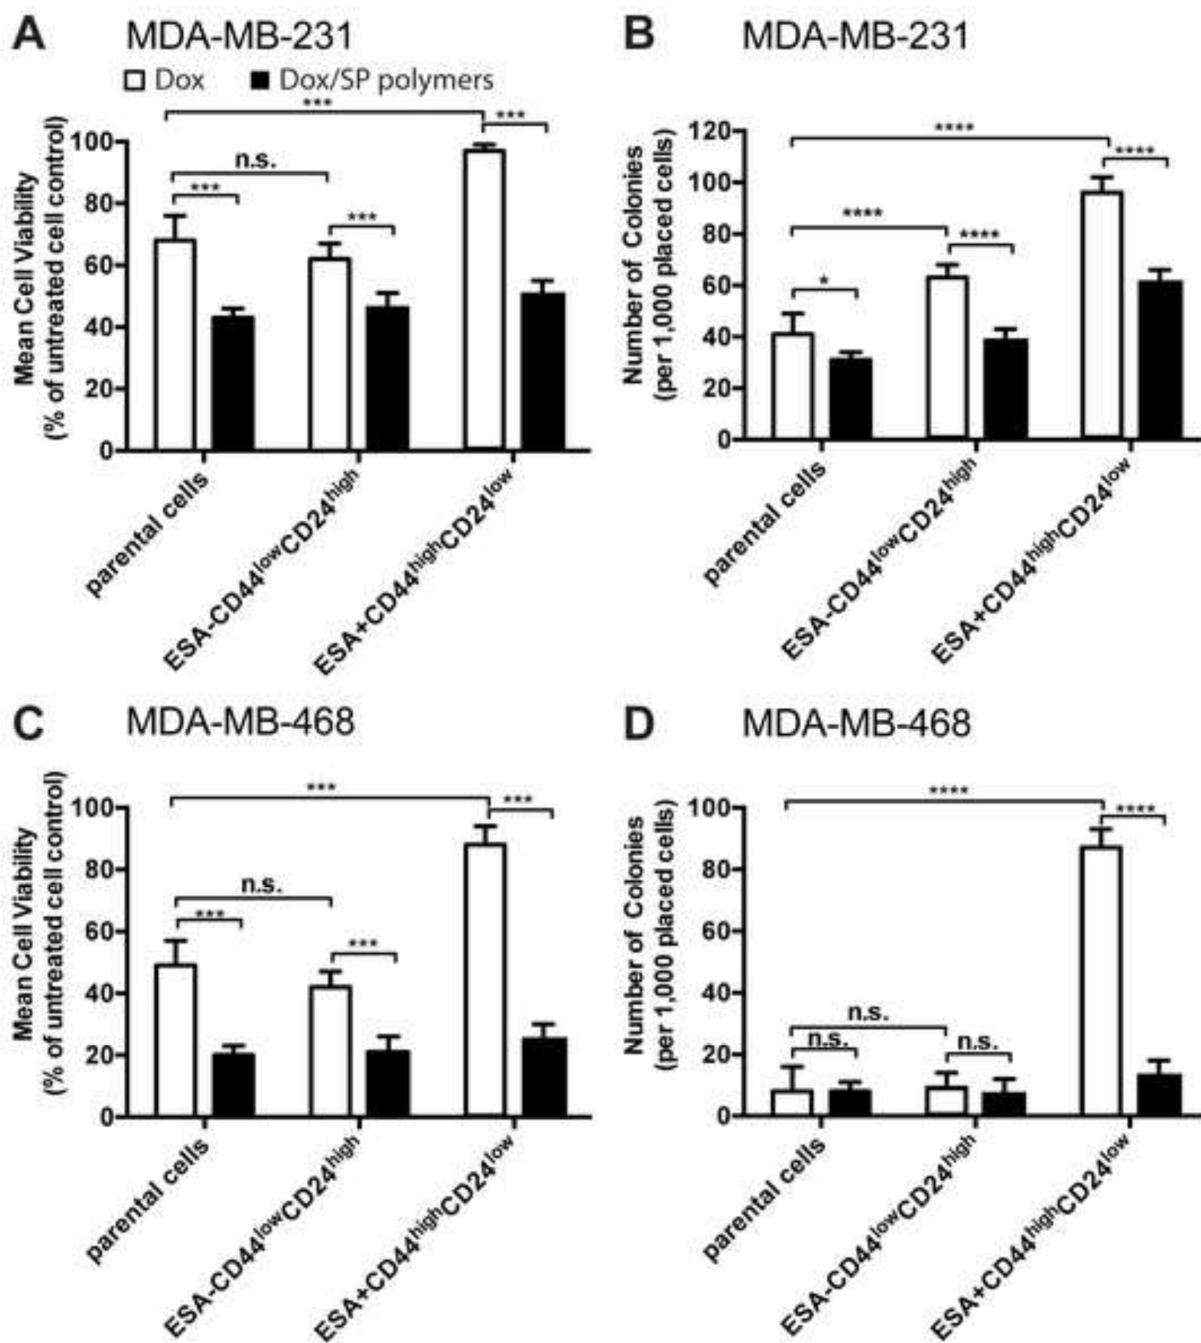 A MDA-MB-231
Dox Dox/SP polymers
Mean Cell Viability
(% of untreated cell control)
100
80
60
40
20
0
***
***
n.s.
***
***
parental cells
ESA-CD44lowCD24high
ESA+CD44highCD24low
B MDA-MB-231
Number of Colonies
(per 1,000 placed cells)
120
100
80
60
40
20
0
****
****
****
****
*
parental cells
ESA-CD44lowCD24high
ESA+CD44highCD24low
C MDA-MB-468
Mean Cell Viability
(% of untreated cell control)
100
80
60
40
20
0
***
***
n.s.
***
***
parental cells
ESA-CD44lowCD24high
ESA+CD44highCD24low
D MDA-MB-468
Number of Colonies
(per 1,000 placed cells)
100
80
60
40
20
0
****
****
n.s.
n.s.
n.s.
parental cells
ESA-CD44lowCD24high
ESA+CD44highCD24low